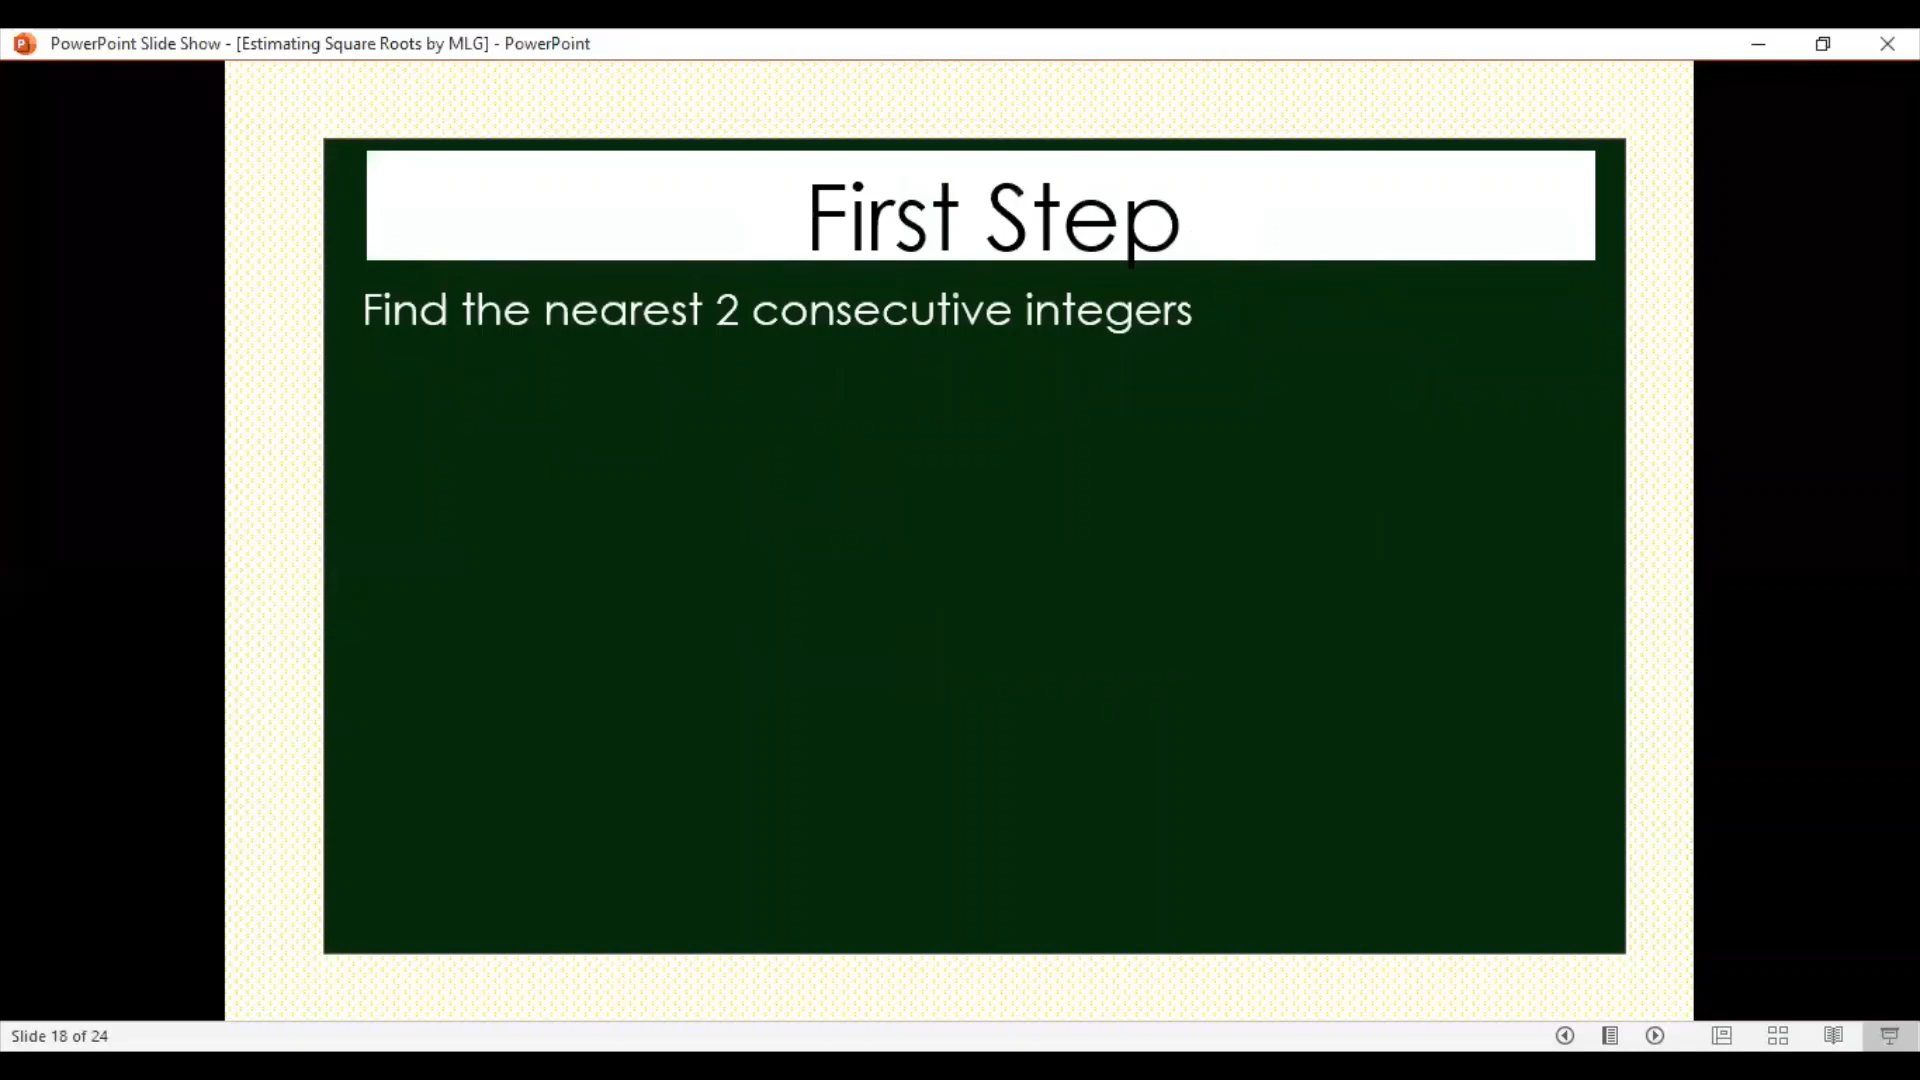 PowerPoint Slide Show - [Estimating Square Roots by MLG] - PowerPoint
First Step
Find the nearest 2 consecutive integers
Slide 18 of 24